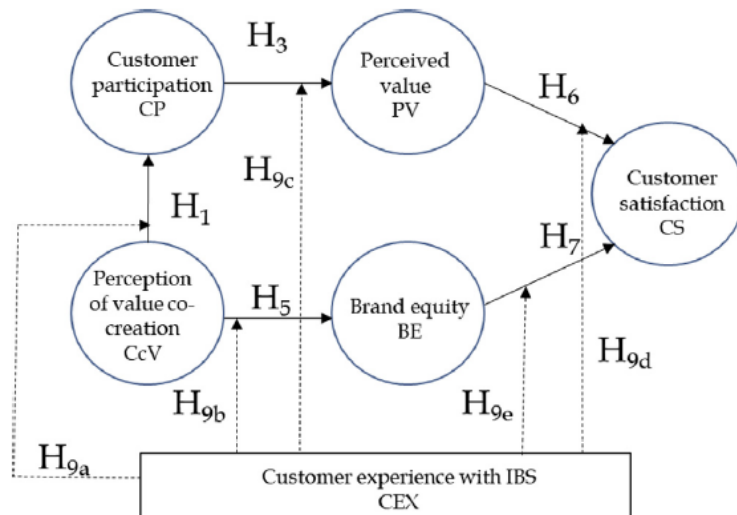 H3
Customer
participation
CP
Perceived
value
PV
H6
H9c
H1
Customer
satisfaction
CS
H7
Perception
of value co-
creation
CcV
H5
Brand equity
BE
H9d
H9b
H9e
H9a
Customer experience with IBS
CEX